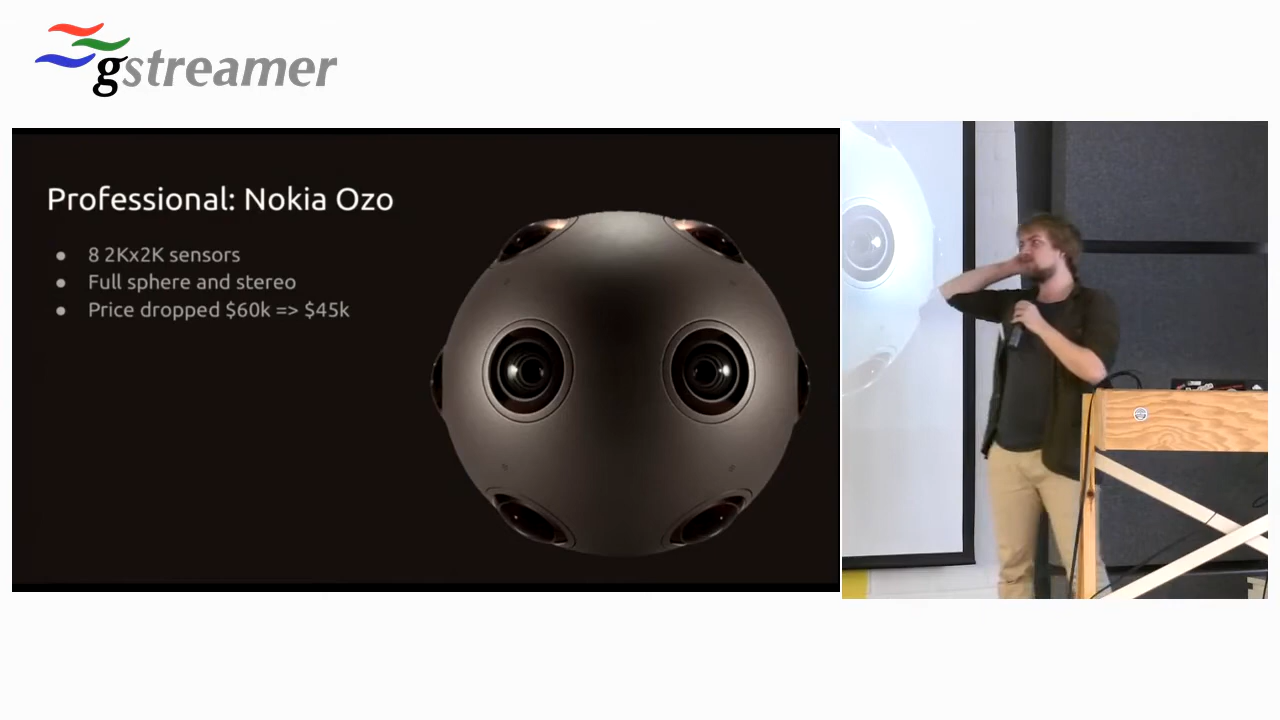 gstreamer
Professional: Nokia Ozo
● 8 2Kx2K sensors
● Full sphere and stereo
● Price dropped $60k => $45k